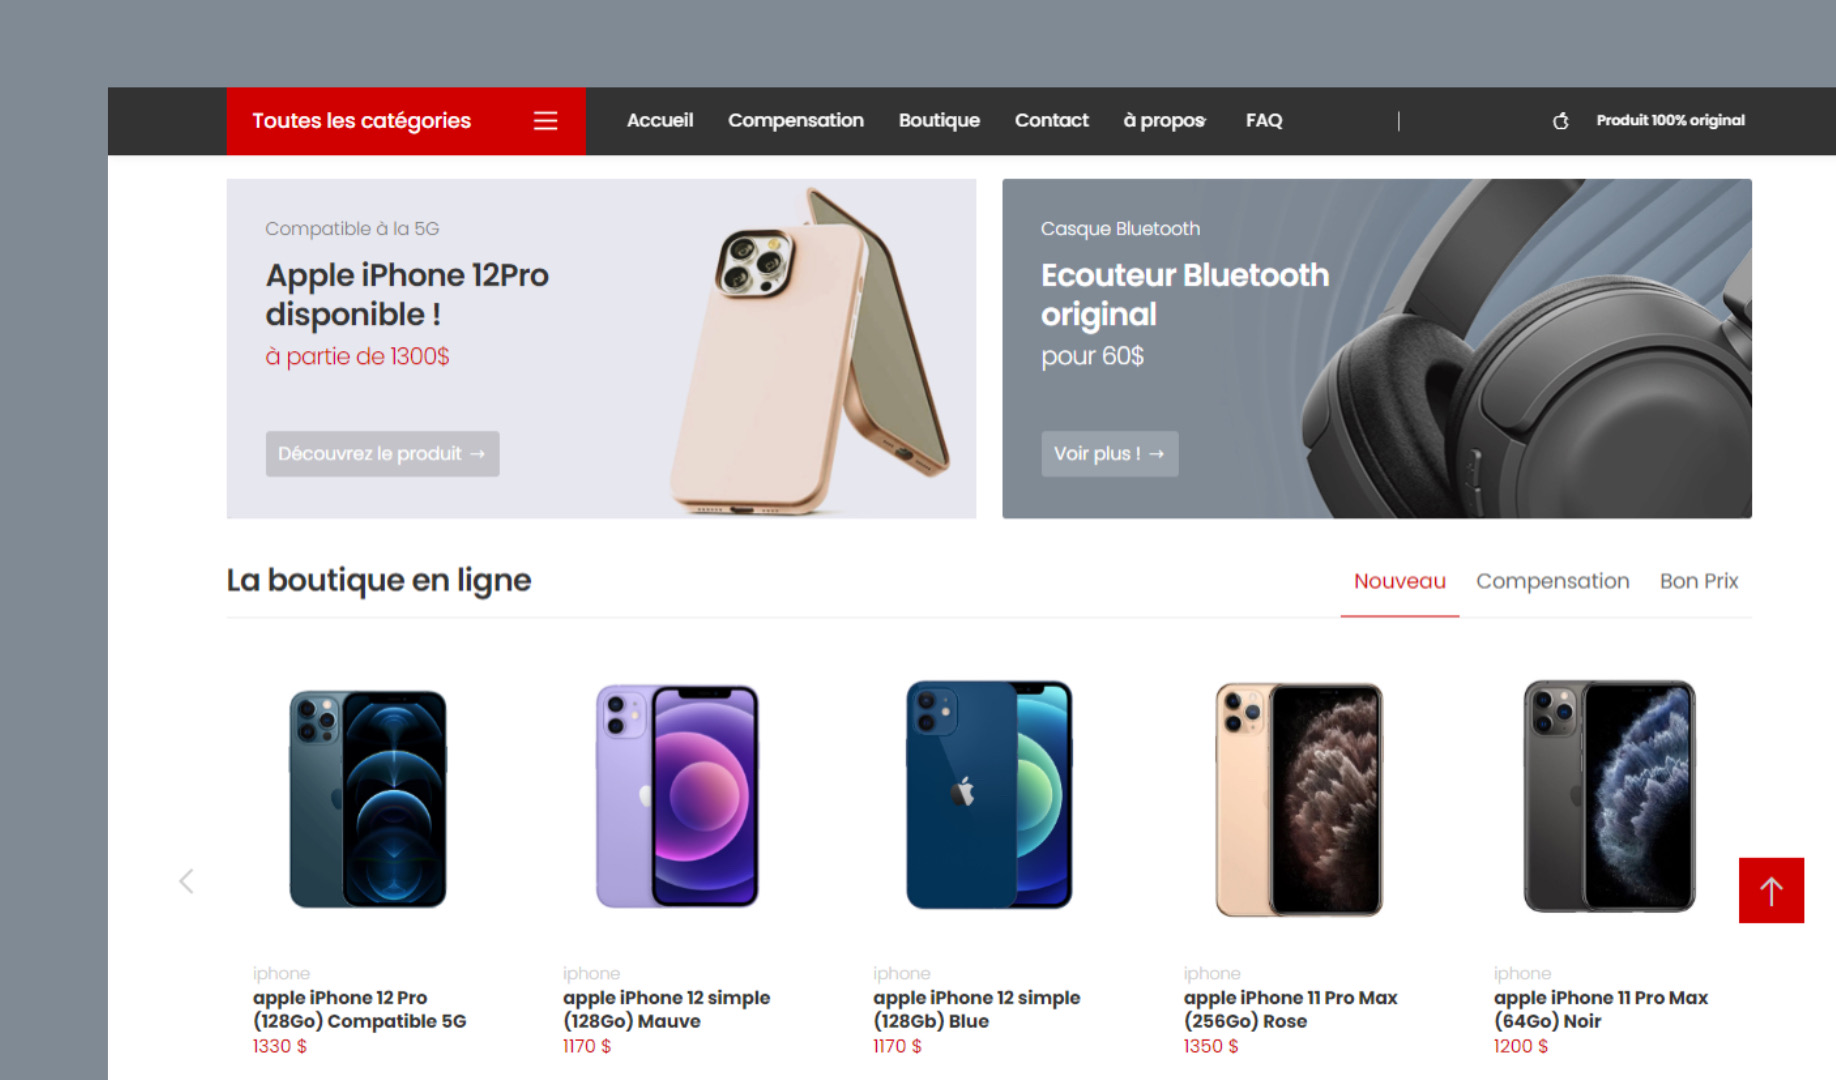 Toutes les catégories
Accueil
Compensation
Boutique
Contact
à propos
FAQ
Produit 100% original
Compatible à la 5G
Apple iPhone 12Pro
disponible !
à partie de 1300$
Découvrez le produit →
Casque Bluetooth
Ecouteur Bluetooth
original
pour 60$
Voir plus ! →
La boutique en ligne
Nouveau
Compensation
Bon Prix
iphone
apple iPhone 12 Pro
(128Go) Compatible 5G
1330 $
iphone
apple iPhone 12 simple
(128Go) Mauve
1170 $
iphone
apple iPhone 12 simple
(128Gb) Blue
1170 $
iphone
apple iPhone 11 Pro Max
(256Go) Rose
1350 $
iphone
apple iPhone 11 Pro Max
(64Go) Noir
1200 $